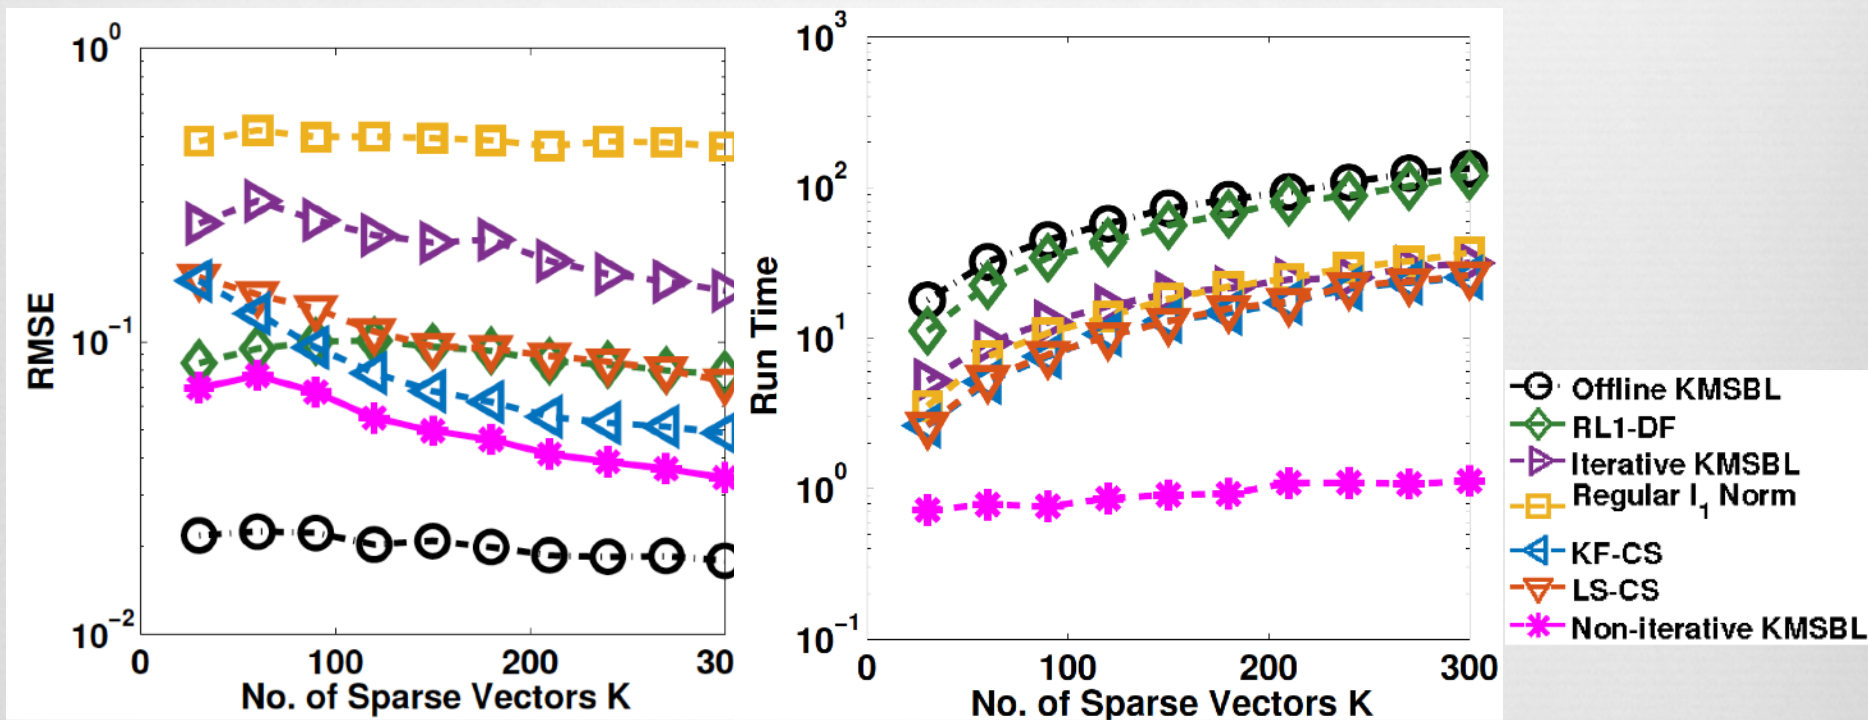 10^0
10^-1
10^-2
RMSE
0
100
200
30
No. of Sparse Vectors K
10^3
10^2
10^1
10^0
10^-1
Run Time
0
100
200
300
No. of Sparse Vectors K
Offline KMSBL
RL1-DF
Iterative KMSBL
Regular l_1 Norm
KF-CS
LS-CS
Non-iterative KMSBL